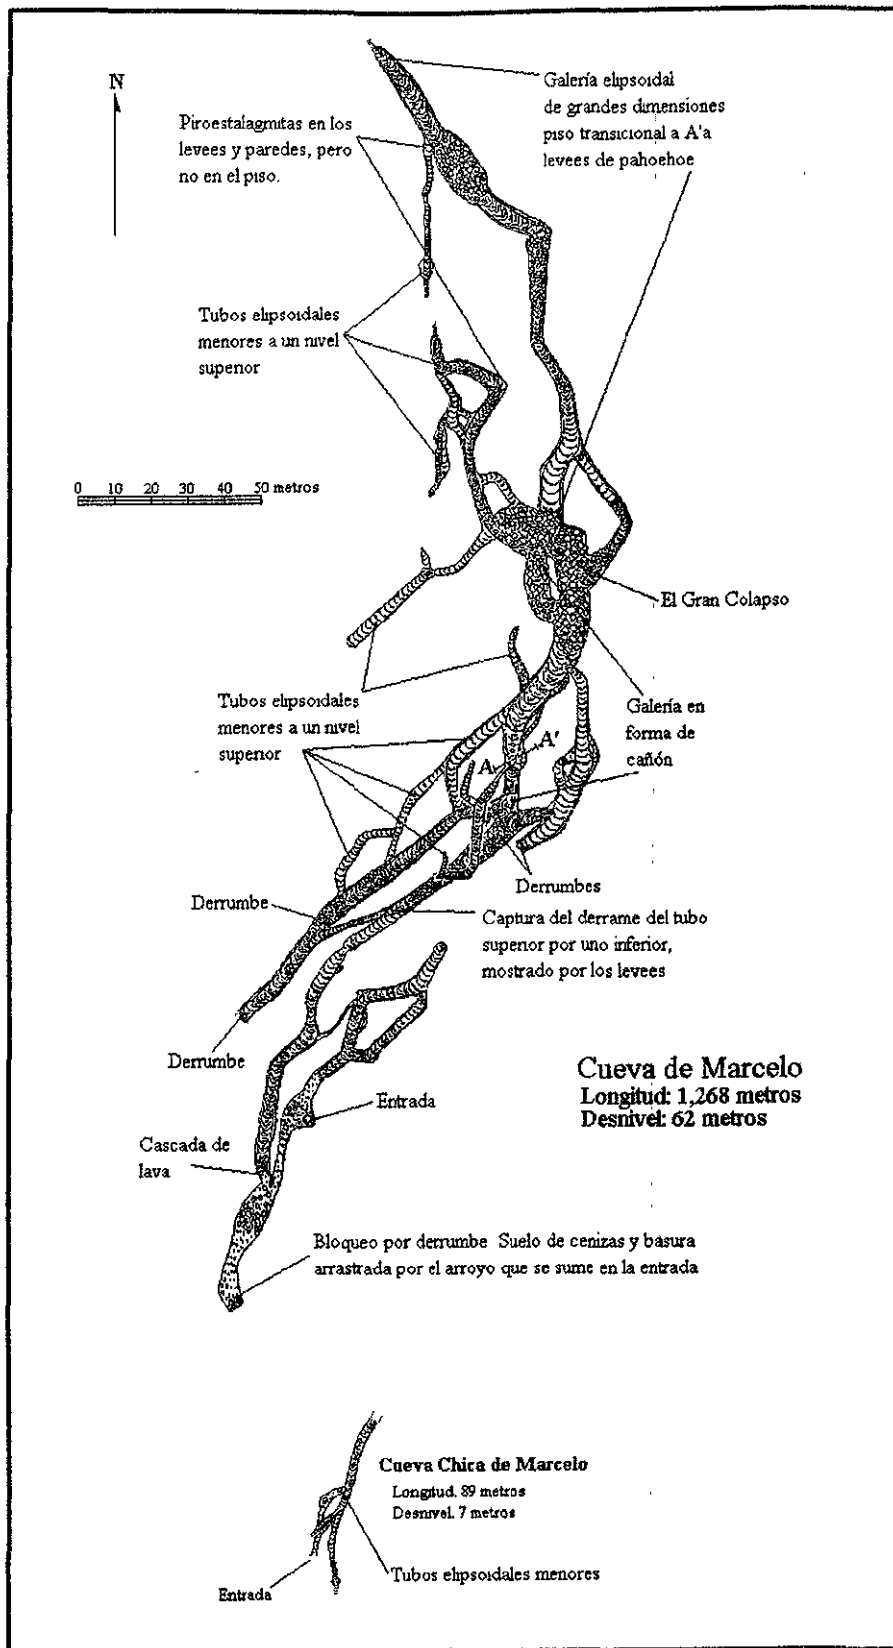 N
Galería elipsoidal
de grandes dimensiones
piso transicional a A'a
levees de pahoehoe
Piroestalagmitas en los
levees y paredes, pero
no en el piso.
Tubos elipsoidales
menores a un nivel
superior
0 10 20 30 40 50 metros
El Gran Colapso
Tubos elipsoidales
menores a un nivel
superior
Galería en
forma de
cañón
A A'
Derrumbes
Derrumbe
Captura del derrame del tubo
superior por uno inferior,
mostrado por los levees
Derrumbe
Cueva de Marcelo
Longitud: 1,268 metros
Desnivel: 62 metros
Entrada
Cascada de
lava
Bloqueo por derrumbe Suelo de cenizas y basura
arrastrada por el arroyo que se sume en la entrada
Cueva Chica de Marcelo
Longitud. 89 metros
Desnivel. 7 metros
Tubos elipsoidales menores
Entrada